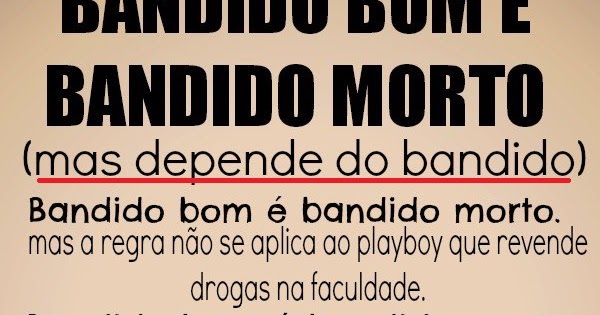 BANDIDO BOM É
BANDIDO MORTO
(mas depende do bandido)
Bandido bom é bandido morto.
mas a regra não se aplica ao playboy que revende
drogas na faculdade.